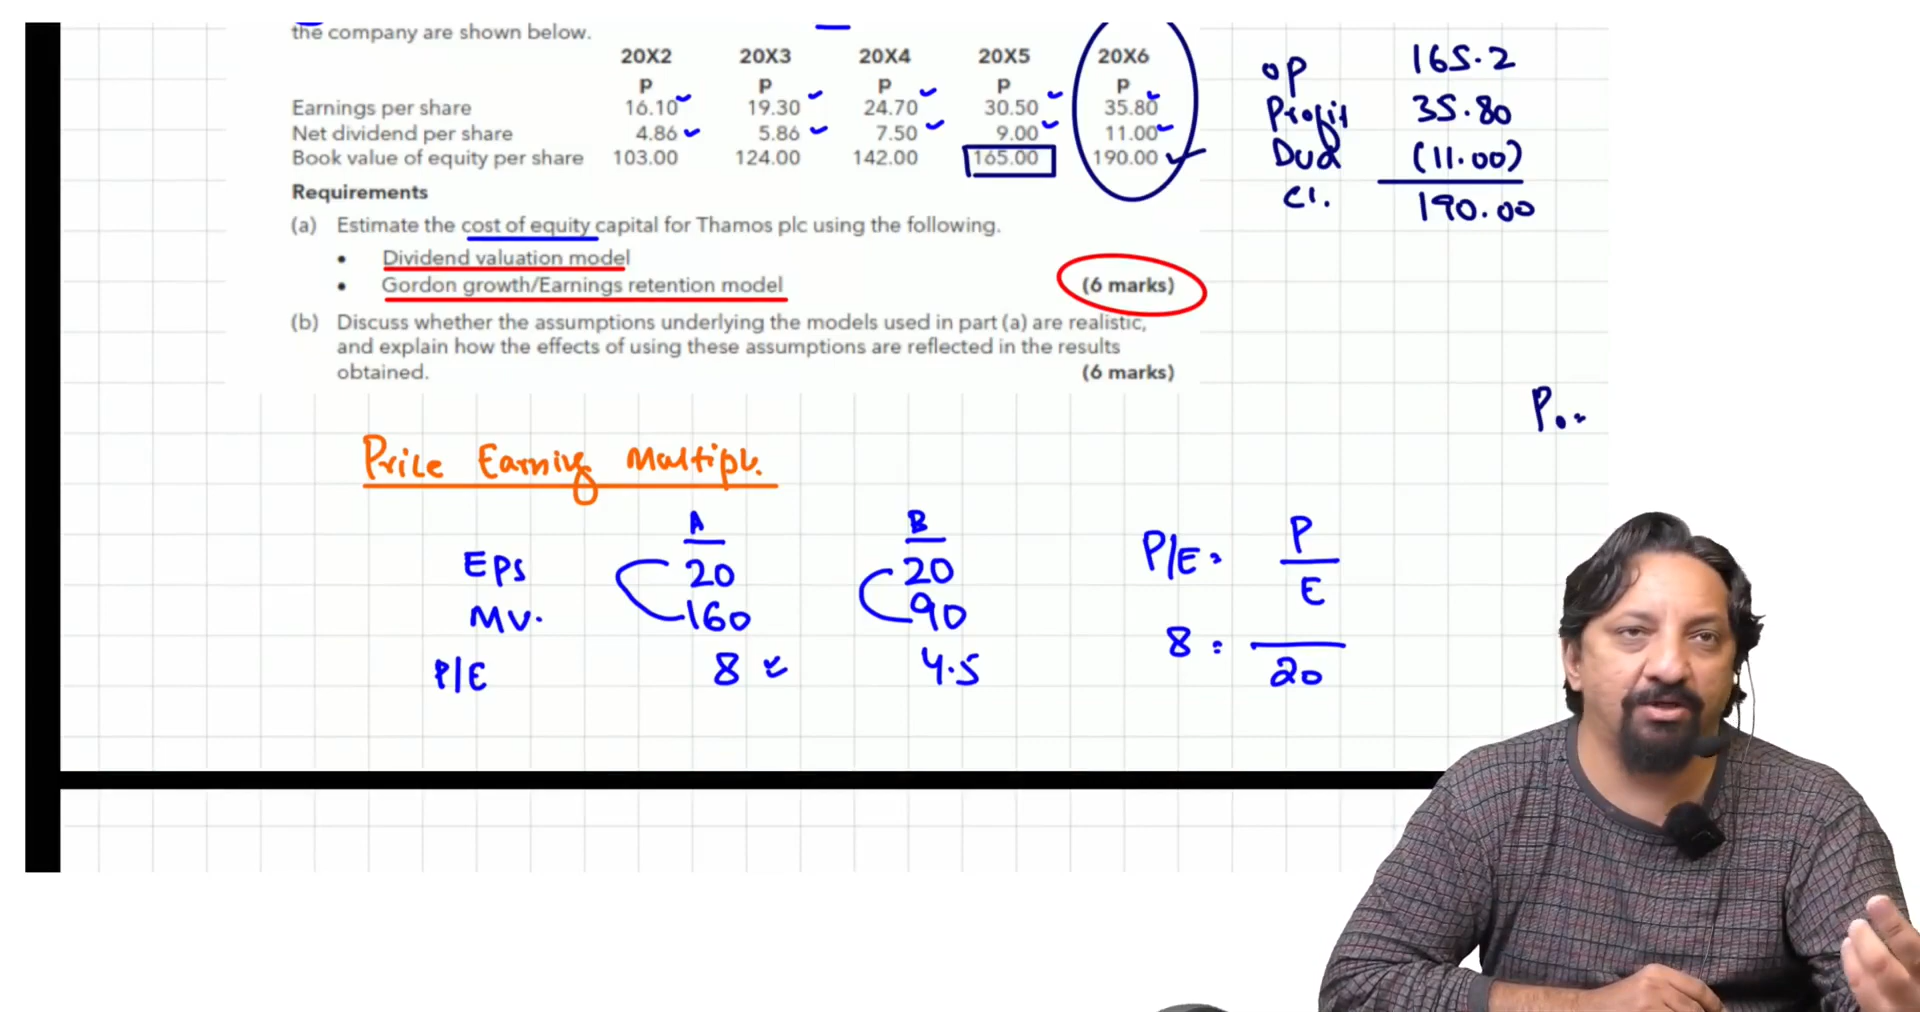 the company are shown below.
20X2 20X3 20X4 20X5 20X6
P P P P P
Earnings per share 16.10 19.30 24.70 30.50 35.80
Net dividend per share 4.86 5.86 7.50 9.00 11.00
Book value of equity per share 103.00 124.00 142.00 165.00 190.00
Requirements
(a) Estimate the cost of equity capital for Thamos plc using the following.
• Dividend valuation model
• Gordon growth/Earnings retention model (6 marks)
(b) Discuss whether the assumptions underlying the models used in part (a) are realistic,
and explain how the effects of using these assumptions are reflected in the results
obtained. (6 marks)
OP 165.2
Profit 35.80
(11.00)
Cl. 190.00
P₀=
Price Earning
A B
EPS 20 20
MV. 160 90
P/E 8 4.5
P/E = P
E
8 =
20